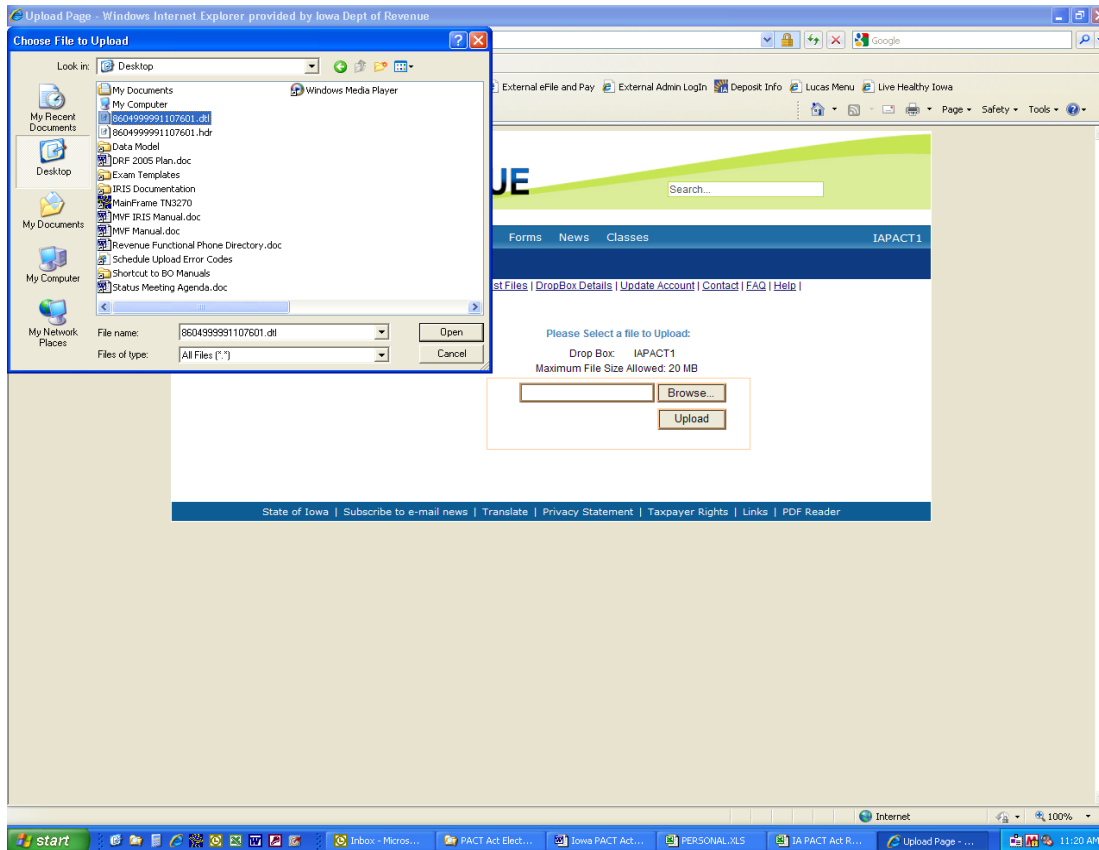 Upload Page - Windows Internet Explorer provided by Iowa Dept of Revenue
Choose File to Upload
Google
Look in:
Desktop
My Recent Documents
Desktop
My Documents
My Computer
My Network Places
My Documents
Windows Media Player
My Computer
8604999991107601.dtl
8604999991107601.hdr
Data Model
DRF 2005 Plan.doc
Exam Templates
IRIS Documentation
MainFrame TN3270
MVF IRIS Manual.doc
MVF Manual.doc
Revenue Functional Phone Directory.doc
Schedule Upload Error Codes
Shortcut to BO Manuals
Status Meeting Agenda.doc
File name:
8604999991107601.dtl
Open
Files of type:
All Files (*.*)
Cancel
External eFile and Pay
External Admin LogIn
Deposit Info
Lucas Menu
Live Healthy Iowa
Page
Safety
Tools
UE
Search...
Forms News Classes
IAPACT1
st Files | DropBox Details | Update Account | Contact | FAQ | Help |
Please Select a file to Upload:
Drop Box: IAPACT1
Maximum File Size Allowed: 20 MB
Browse...
Upload
State of Iowa | Subscribe to e-mail news | Translate | Privacy Statement | Taxpayer Rights | Links | PDF Reader
Internet
100%
start
Inbox - Micros...
PACT Act Elect...
Iowa PACT Act...
PERSONAL.XLS
IA PACT Act R...
Upload Page - ...
11:20 AM